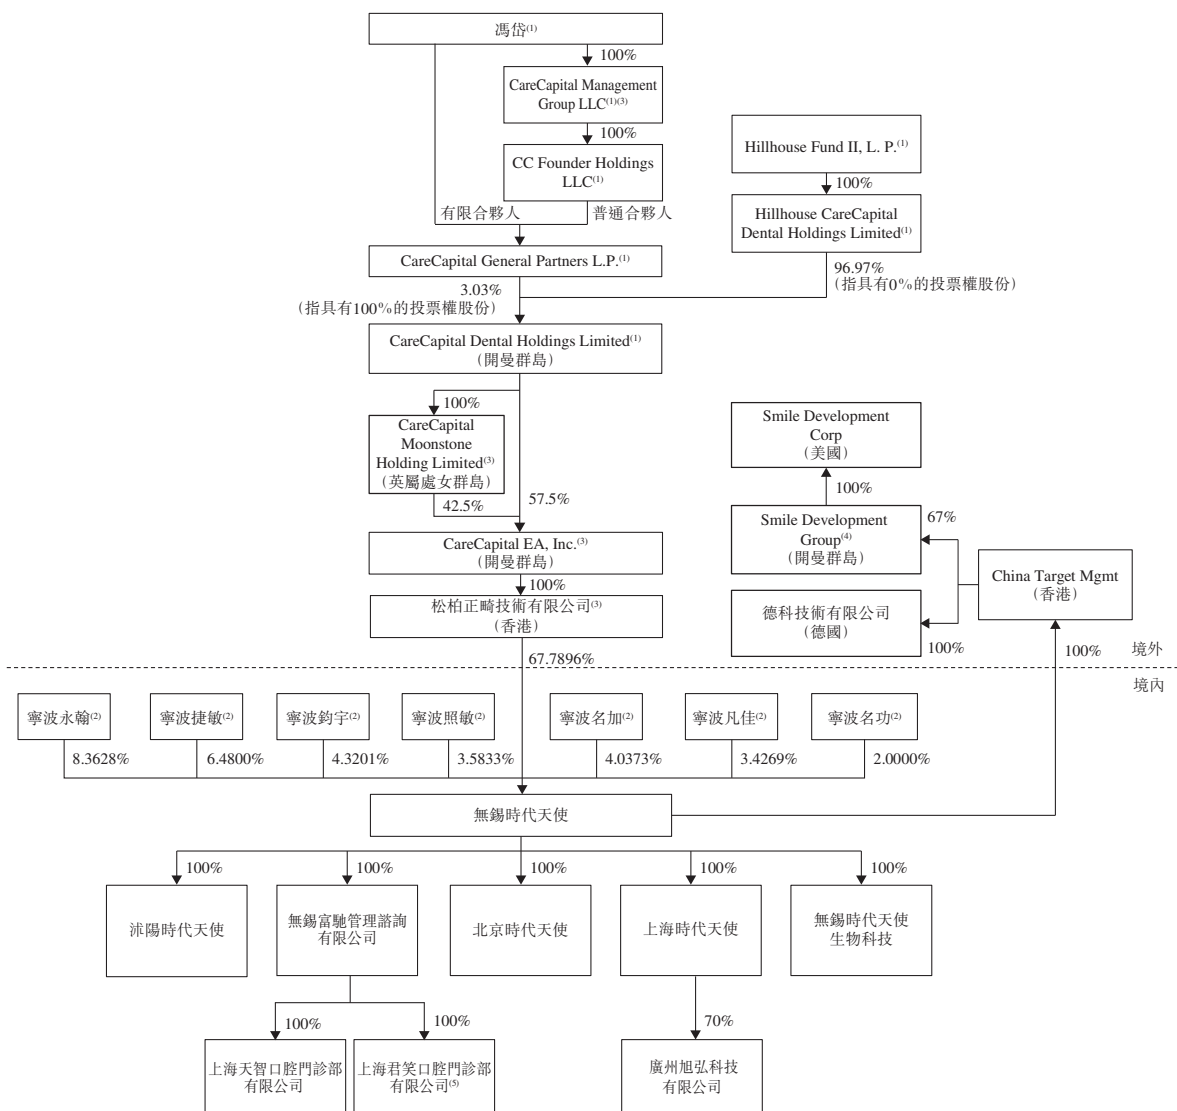 馮岱(1)
100%
CareCapital Management
Group LLC(1)(3)
100%
CC Founder Holdings
LLC(1)
有限合夥人
普通合夥人
Hillhouse Fund II, L. P.(1)
100%
Hillhouse CareCapital
Dental Holdings Limited(1)
CareCapital General Partners L.P.(1)
3.03%
(指具有100%的投票權股份)
96.97%
(指具有0%的投票權股份)
CareCapital Dental Holdings Limited(1)
(開曼群島)
100%
CareCapital
Moonstone
Holding Limited(3)
(英屬處女群島)
42.5%
57.5%
CareCapital EA, Inc.(3)
(開曼群島)
100%
松柏正畸技術有限公司(3)
(香港)
67.7896%
Smile Development
Corp
(美國)
100%
Smile Development
Group(4)
(開曼群島)
67%
China Target Mgmt
(香港)
德科技術有限公司
(德國)
100%
100%
境外
境內
寧波永翰(2)
寧波捷敏(2)
寧波鈞宇(2)
寧波照敏(2)
寧波名加(2)
寧波凡佳(2)
寧波名功(2)
8.3628%
6.4800%
4.3201%
3.5833%
4.0373%
3.4269%
2.0000%
無錫時代天使
100%
100%
100%
100%
100%
沭陽時代天使
無錫富馳管理諮詢
有限公司
北京時代天使
上海時代天使
無錫時代天使
生物科技
100%
100%
70%
上海天智口腔門診部
有限公司
上海君笑口腔門診部
有限公司(5)
廣州旭弘科技
有限公司